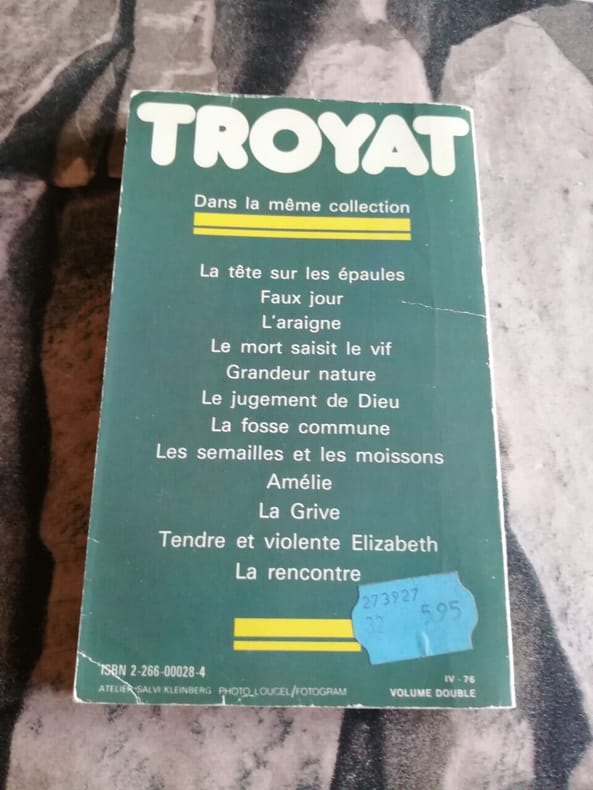 TROYAT
Dans la même collection
La tête sur les épaules
Faux jour
L'araigne
Le mort saisit le vif
Grandeur nature
Le jugement de Dieu
La fosse commune
Les semailles et les moissons
Amélie
La Grive
Tendre et violente Elizabeth
La rencontre
273927
32 5.95
ISBN 2-266-00028-4
ATELIER SALVI KLEINBERG PHOTO LOUCEL/FOTOGRAM
IV - 76
VOLUME DOUBLE